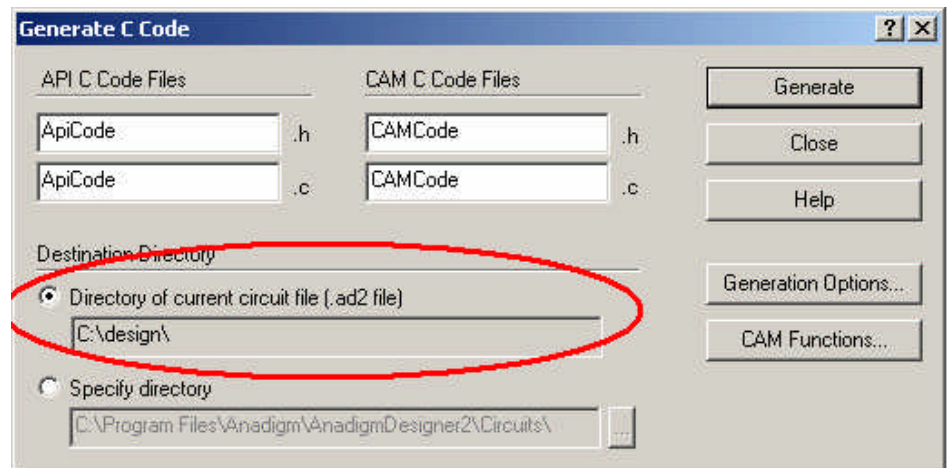 Generate C Code
API C Code Files
CAM C Code Files
Generate
ApiCode .h
CAMCode .h
Close
ApiCode .c
CAMCode .c
Help
Destination Directory
Directory of current circuit file (.ad2 file)
Generation Options...
C:\design\
CAM Functions...
Specify directory
C:\Program Files\Anadigm\AnadigmDesigner2\Circuits\
...